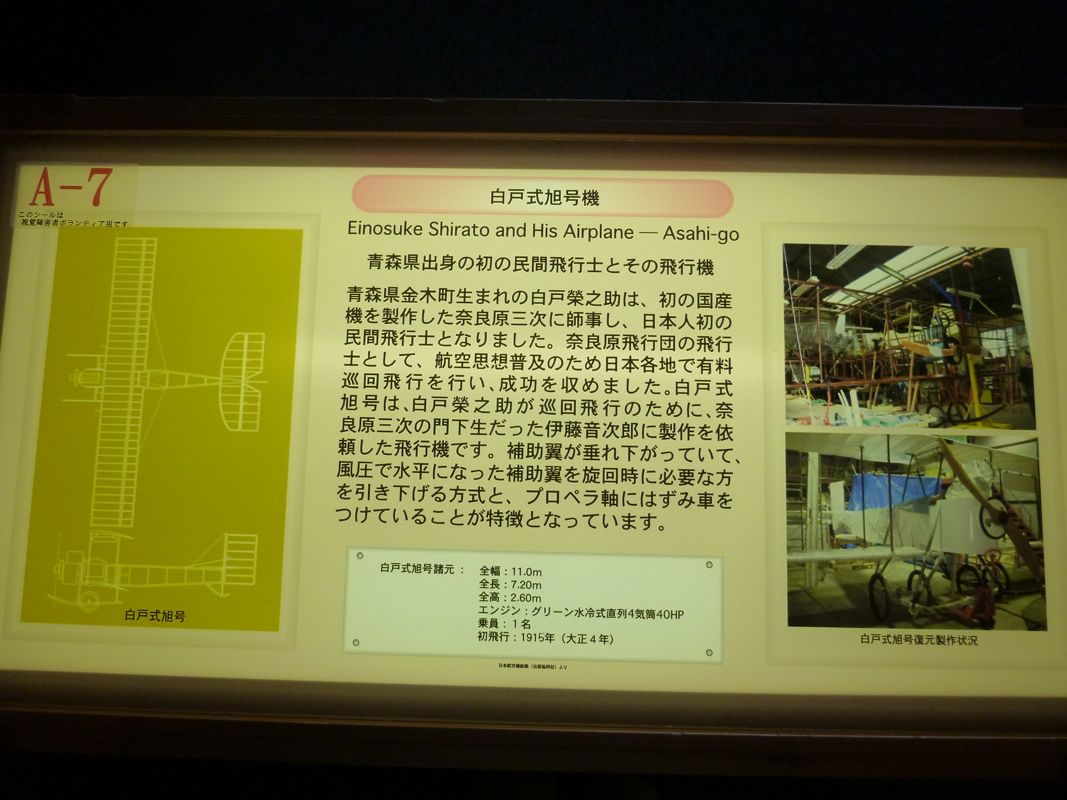 A-7
このシールは
視覚障害者ボランティア用です
白戸式旭号機
Einosuke Shirato and His Airplane — Asahi-go
青森県出身の初の民間飛行士とその飛行機
青森県金木町生まれの白戸榮之助は、初の国産
機を製作した奈良原三次に師事し、日本人初の
民間飛行士となりました。奈良原飛行団の飛行
士として、航空思想普及のため日本各地で有料
巡回飛行を行い、成功を収めました。白戸式
旭号は、白戸榮之助が巡回飛行のために、奈
良原三次の門下生だった伊藤音次郎に製作を依
頼した飛行機です。補助翼が垂れ下がっていて、
風圧で水平になった補助翼を旋回時に必要な方
を引き下げる方式と、プロペラ軸にはずみ車を
つけていることが特徴となっています。
白戸式旭号諸元：
全幅：11.0m
全長：7.20m
全高：2.60m
エンジン：グリーン水冷式直列4気筒40HP
乗員：１名
初飛行：1915年（大正４年）
白戸式旭号
白戸式旭号復元製作状況